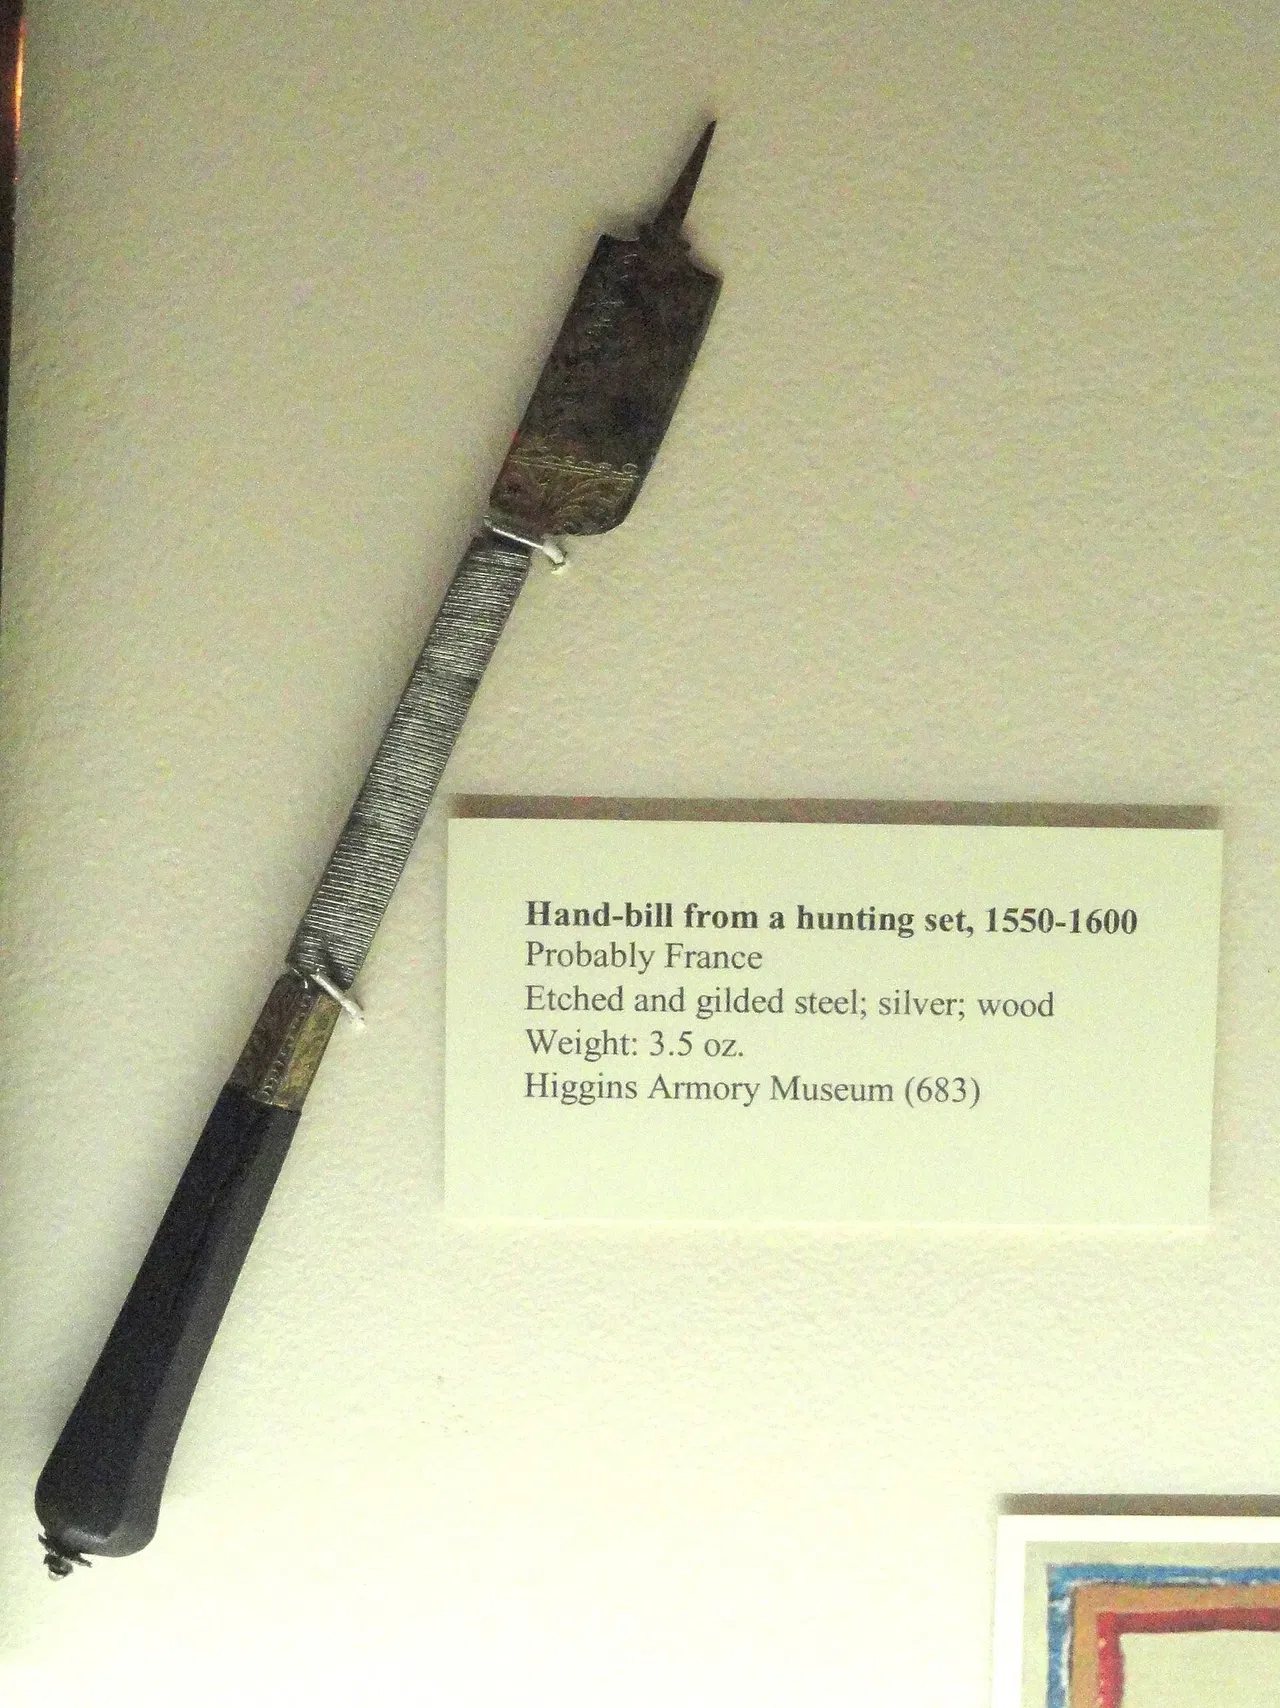 Hand-bill from a hunting set, 1550-1600
Probably France
Etched and gilded steel; silver; wood
Weight: 3.5 oz.
Higgins Armory Museum (683)